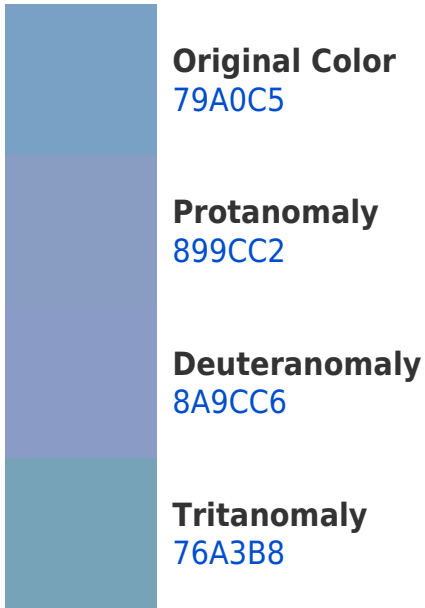 Original Color
79A0C5
Protanomaly
899CC2
Deuteranomaly
8A9CC6
Tritanomaly
76A3B8